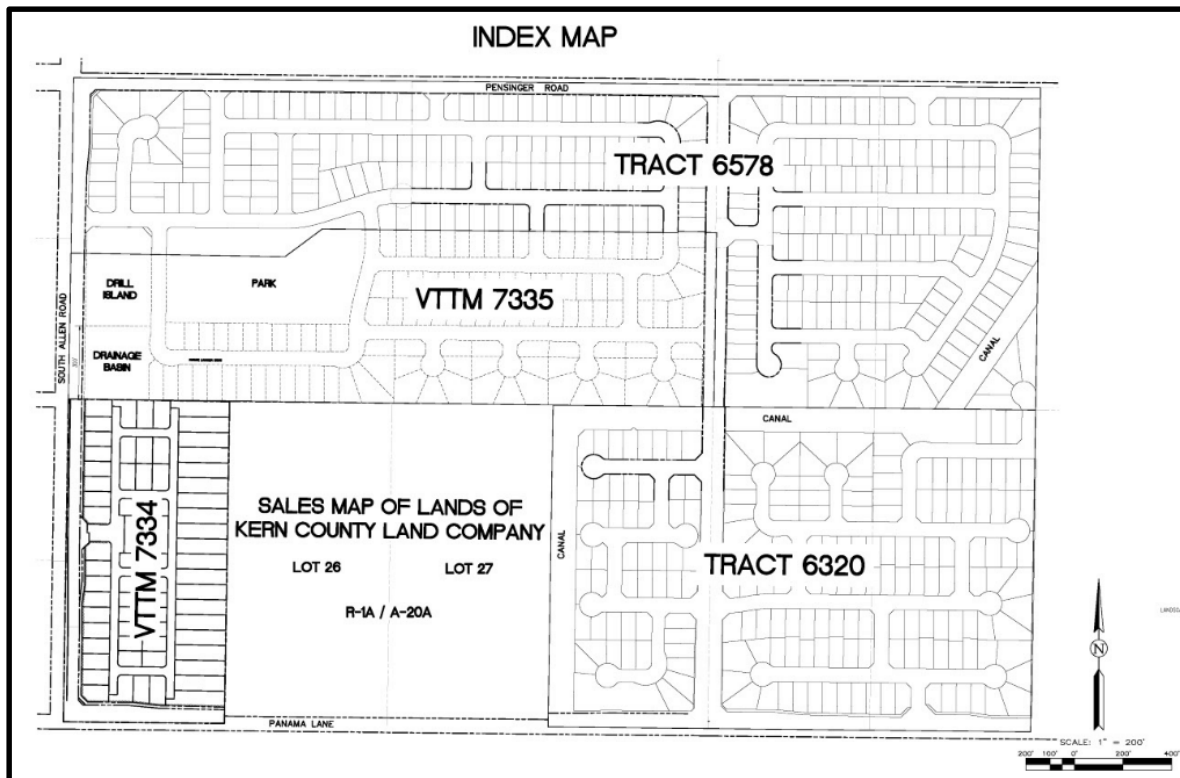 INDEX MAP
PENSINGER ROAD
TRACT 6578
DRILL
ISLAND
PARK
VTTM 7335
SOUTH ALLEN ROAD
DRAINAGE
BASIN
CANAL
CANAL
SALES MAP OF LANDS OF
KERN COUNTY LAND COMPANY
LOT 26
LOT 27
R-1A / A-20A
VTTM 7334
CANAL
TRACT 6320
PANAMA LANE
N
SCALE: 1" = 200'
200' 100' 0' 200' 400'